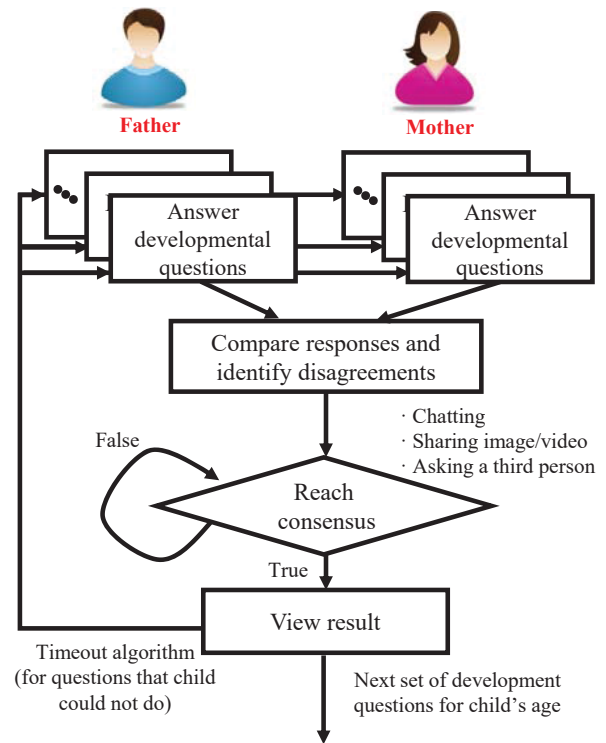 Father
Mother
Answer
developmental
questions
Answer
developmental
questions
Compare responses and
identify disagreements
· Chatting
· Sharing image/video
· Asking a third person
False
Reach
consensus
True
View result
Timeout algorithm
(for questions that child
could not do)
Next set of development
questions for child's age